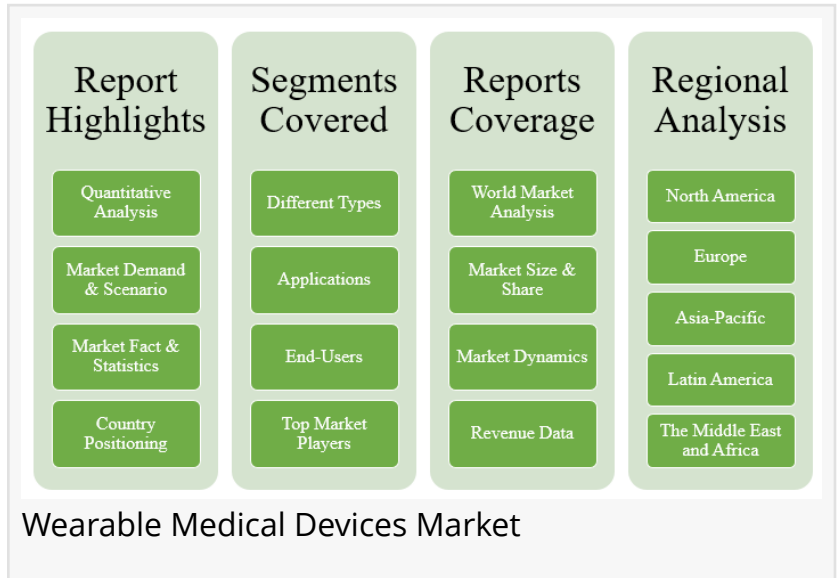 Report
Highlights
Quantitative
Analysis
Market Demand
& Scenario
Market Fact &
Statistics
Country
Positioning
Segments
Covered
Different Types
Applications
End-Users
Top Market
Players
Reports
Coverage
World Market
Analysis
Market Size &
Share
Market Dynamics
Revenue Data
Regional
Analysis
North America
Europe
Asia-Pacific
Latin America
The Middle East
and Africa
Wearable Medical Devices Market